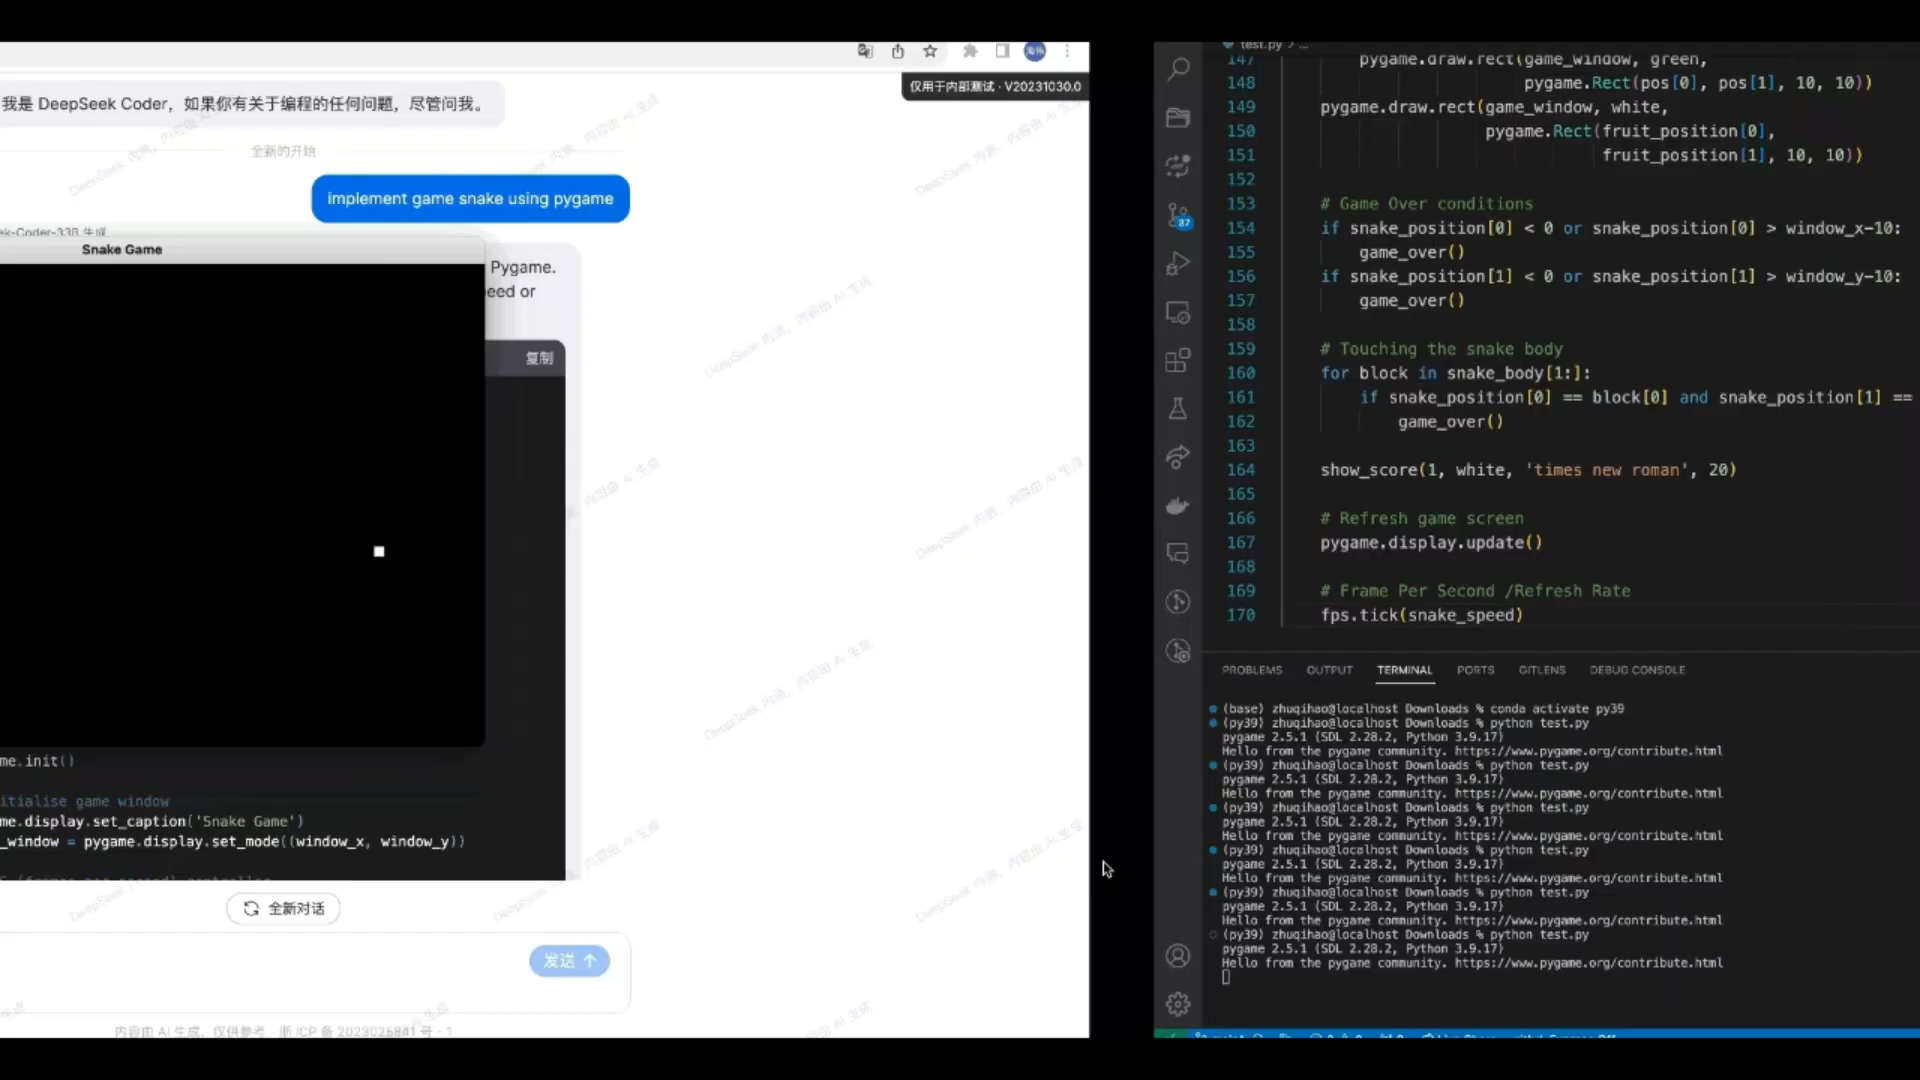 仅用于内部测试 · V20231030.0
我是 DeepSeek Coder，如果你有关于编程的任何问题，尽管问我。
全新的开始
implement game snake using pygame
Snake Game
Pygame.
eed or
复制
me.init()
itialise game window
me.display.set_caption('Snake Game')
_window = pygame.display.set_mode((window_x, window_y))
全新对话
发送
内容由 AI 生成，仅供参考 · 浙 ICP 备 2023025841 号 - 1
test.py
147 pygame.draw.rect(game_window, green,
148 pygame.Rect(pos[0], pos[1], 10, 10))
149 pygame.draw.rect(game_window, white,
150 pygame.Rect(fruit_position[0],
151 fruit_position[1], 10, 10))
152
153 # Game Over conditions
154 if snake_position[0] < 0 or snake_position[0] > window_x-10:
155 game_over()
156 if snake_position[1] < 0 or snake_position[1] > window_y-10:
157 game_over()
158
159 # Touching the snake body
160 for block in snake_body[1:]:
161 if snake_position[0] == block[0] and snake_position[1] ==
162 game_over()
163
164 show_score(1, white, 'times new roman', 20)
165
166 # Refresh game screen
167 pygame.display.update()
168
169 # Frame Per Second /Refresh Rate
170 fps.tick(snake_speed)
37
PROBLEMS OUTPUT TERMINAL PORTS GITLENS DEBUG CONSOLE
(base) zhuqihao@localhost Downloads % conda activate py39
(py39) zhuqihao@localhost Downloads % python test.py
pygame 2.5.1 (SDL 2.28.2, Python 3.9.17)
Hello from the pygame community. https://www.pygame.org/contribute.html
(py39) zhuqihao@localhost Downloads % python test.py
pygame 2.5.1 (SDL 2.28.2, Python 3.9.17)
Hello from the pygame community. https://www.pygame.org/contribute.html
(py39) zhuqihao@localhost Downloads % python test.py
pygame 2.5.1 (SDL 2.28.2, Python 3.9.17)
Hello from the pygame community. https://www.pygame.org/contribute.html
(py39) zhuqihao@localhost Downloads % python test.py
pygame 2.5.1 (SDL 2.28.2, Python 3.9.17)
Hello from the pygame community. https://www.pygame.org/contribute.html
(py39) zhuqihao@localhost Downloads % python test.py
pygame 2.5.1 (SDL 2.28.2, Python 3.9.17)
Hello from the pygame community. https://www.pygame.org/contribute.html
(py39) zhuqihao@localhost Downloads % python test.py
pygame 2.5.1 (SDL 2.28.2, Python 3.9.17)
Hello from the pygame community. https://www.pygame.org/contribute.html